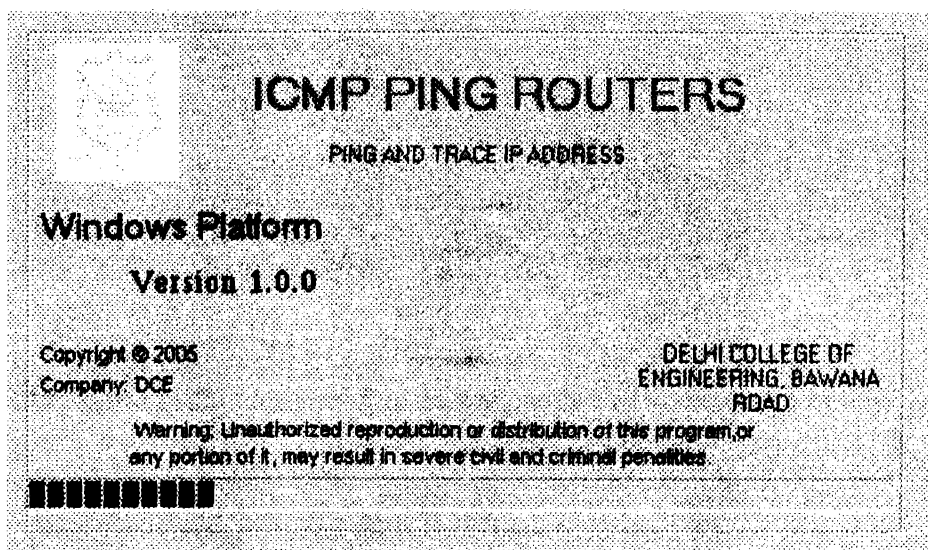 ICMP PING ROUTERS
PING AND TRACE IP ADDRESS
Windows Platform
Version 1.0.0
Copyright © 2005
Company: DCE
DELHI COLLEGE OF
ENGINEERING, BAWANA
ROAD
Warning: Unauthorized reproduction or distribution of this program,or
any portion of it, may result in severe civil and criminal penalities.